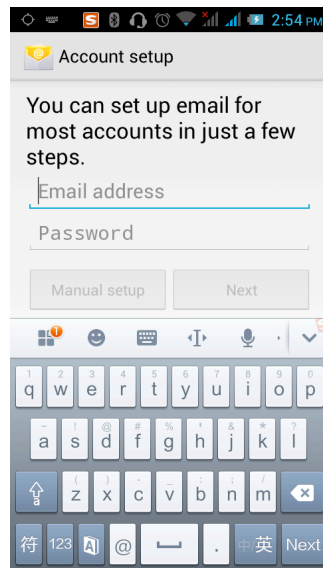 2:54 PM
Account setup
You can set up email for
most accounts in just a few
steps.
Email address
Password
Manual setup Next
1 2 3 4 5 6 7 8 9 0
q w e r t y u i o p
~ ! @ # % ' & * ?
a s d f g h j k l
( ) - _ : ; /
z x c v b n m
符 123 @ . 中/英 Next